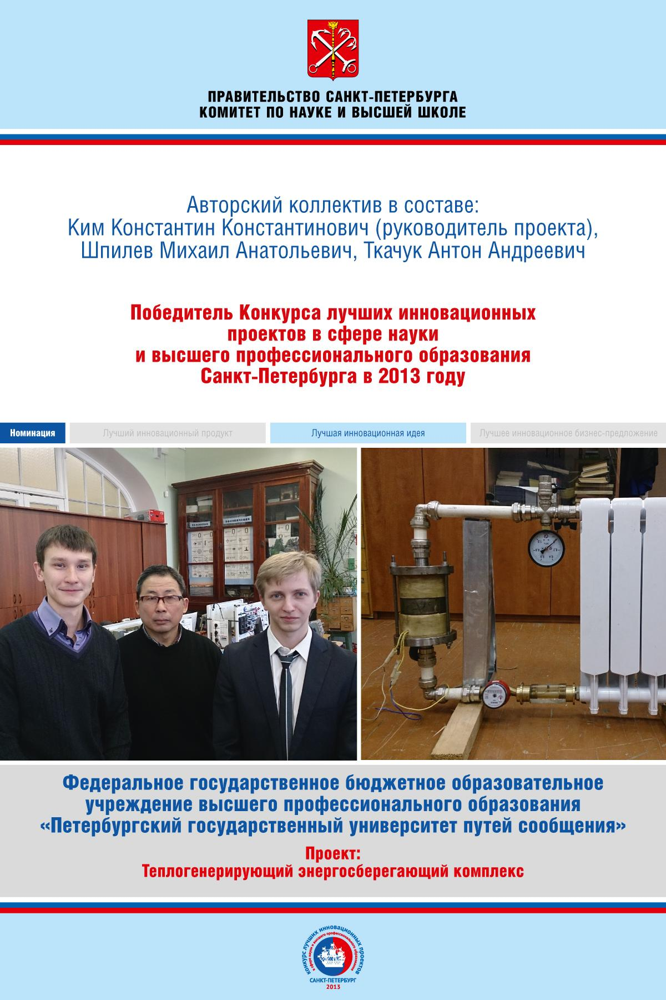 ПРАВИТЕЛЬСТВО САНКТ-ПЕТЕРБУРГА
КОМИТЕТ ПО НАУКЕ И ВЫСШЕЙ ШКОЛЕ
Авторский коллектив в составе:
Ким Константин Константинович (руководитель проекта),
Шпилев Михаил Анатольевич, Ткачук Антон Андреевич
Победитель Конкурса лучших инновационных
проектов в сфере науки
и высшего профессионального образования
Санкт-Петербурга в 2013 году
Номинация
Лучший инновационный продукт
Лучшая инновационная идея
Лучшее инновационное бизнес-предложение
УСЛОВНЫЕ ОБОЗНАЧЕНИЯ
Федеральное государственное бюджетное образовательное
учреждение высшего профессионального образования
«Петербургский государственный университет путей сообщения»
Проект:
Теплогенерирующий энергосберегающий комплекс
Конкурс лучших инновационных проектов
в сфере науки и высшего профессионального образования
САНКТ-ПЕТЕРБУРГ
2013